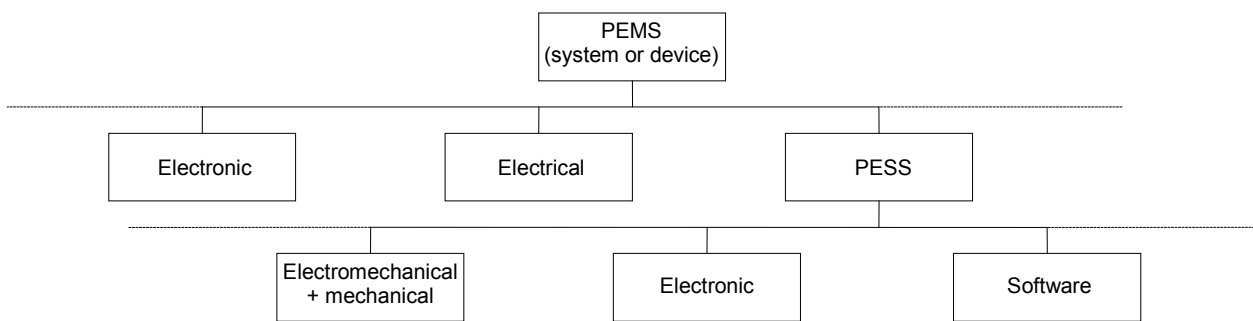 PEMS
(system or device)
Electronic
Electrical
PESS
Electromechanical
+ mechanical
Electronic
Software